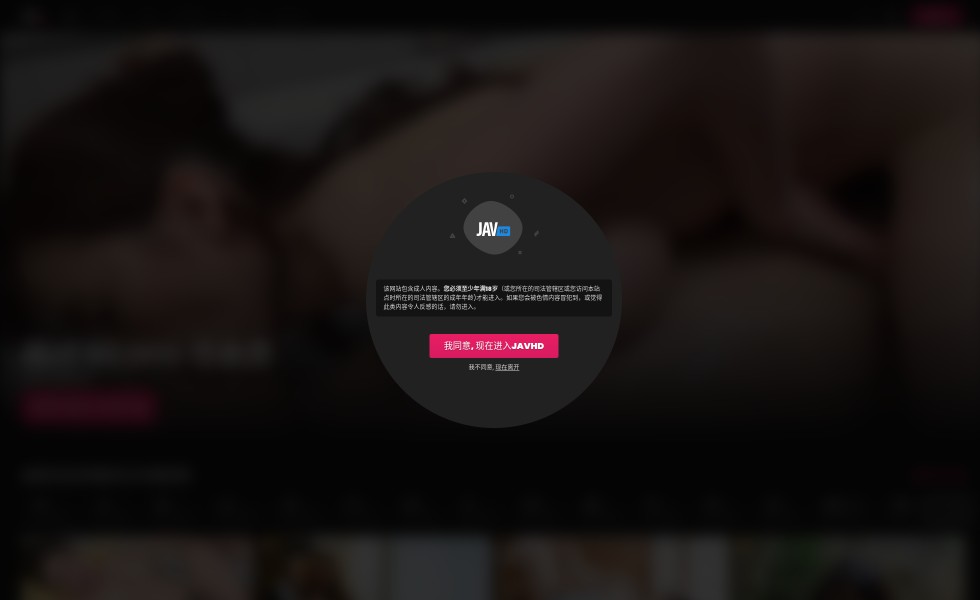 JAV HD
该网站包含成人内容。您必须至少年满18岁（或您所在的司法管辖区或您访问本站
点时所在的司法管辖区的成年年龄)才能进入。如果您会被色情内容冒犯到，或觉得
此类内容令人反感的话，请勿进入。
我同意, 现在进入JAVHD
我不同意, 现在离开